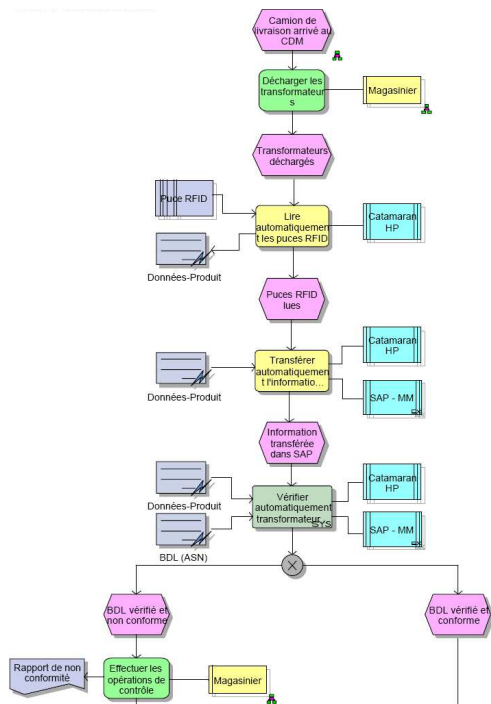 Camion de
livraison arrivé au
CDM
Décharger les
transformateur
s
Magasinier
Transformateurs
déchargés
Puce RFID
Lire
automatiquemen
t les puces RFID
Catamaran
HP
Données-Produit
Puces RFID
lues
Transférer
automatiquemen
t l'informatio...
Catamaran
HP
SAP - MM
Données-Produit
Information
transférée
dans SAP
Vérifier
automatiquement
transformateur
SYS
Catamaran
HP
SAP - MM
Données-Produit
BDL (ASN)
BDL vérifié et
non conforme
BDL vérifié et
conforme
Rapport de non
conformité
Effectuer les
opérations de
contrôle
Magasinier